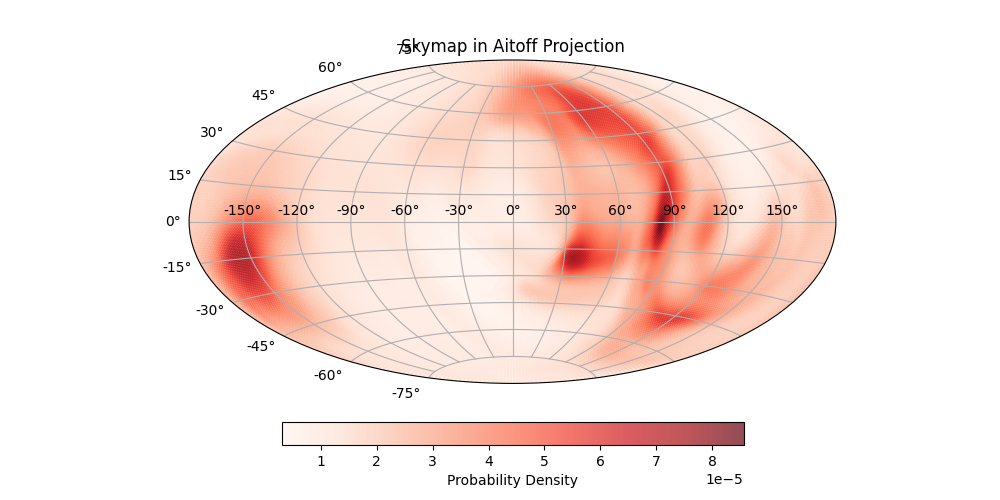 Skymap in Aitoff Projection
75°
60°
45°
30°
15°
0°
-15°
-30°
-45°
-60°
-75°
-150° -120° -90° -60° -30° 0° 30° 60° 90° 120° 150°
1 2 3 4 5 6 7 8
1e−5
Probability Density